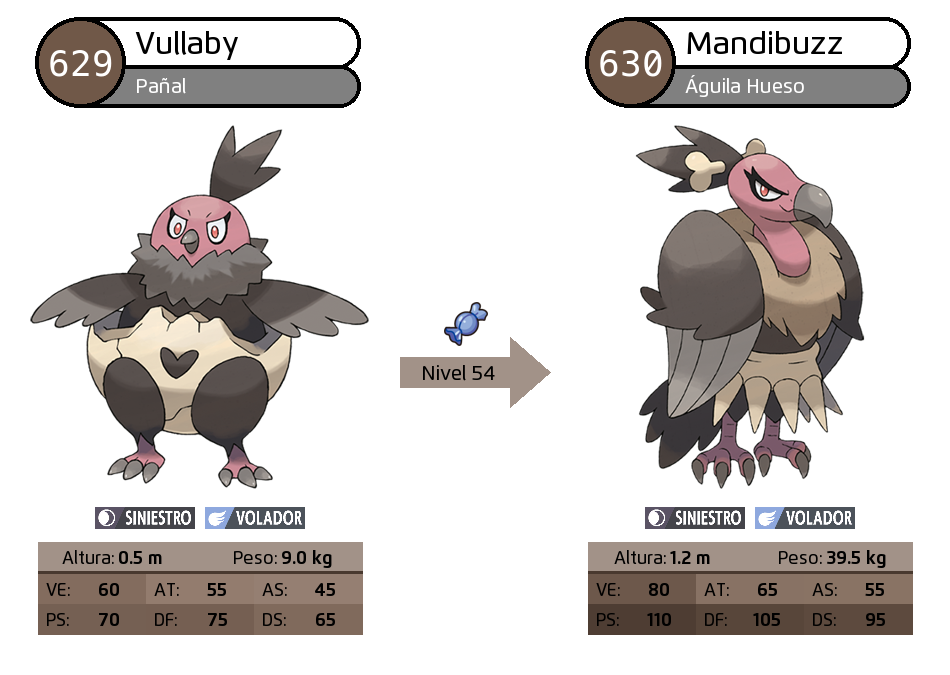 629
Vullaby
Pañal
630
Mandibuzz
Águila Hueso
Nivel 54
SINIESTRO VOLADOR
Altura: 0.5 m Peso: 9.0 kg
VE: 60 AT: 55 AS: 45
PS: 70 DF: 75 DS: 65
SINIESTRO VOLADOR
Altura: 1.2 m Peso: 39.5 kg
VE: 80 AT: 65 AS: 55
PS: 110 DF: 105 DS: 95